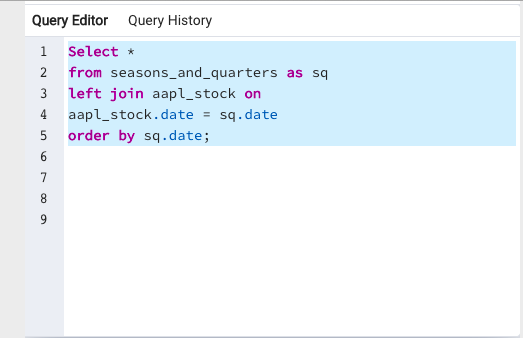 Query Editor Query History
1 Select *
2 from seasons_and_quarters as sq
3 left join aapl_stock on
4 aapl_stock.date = sq.date
5 order by sq.date;
6
7
8
9